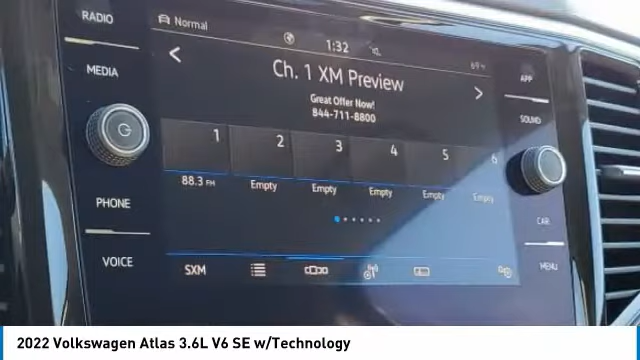 RADIO
MEDIA
PHONE
VOICE
Normal
1:32
69°F
Ch. 1 XM Preview
Great Offer Now!
844-711-8800
1 2 3 4 5 6
88.3 FM Empty Empty Empty Empty Empty
SXM
APP
SOUND
CAR
MENU
2022 Volkswagen Atlas 3.6L V6 SE w/Technology